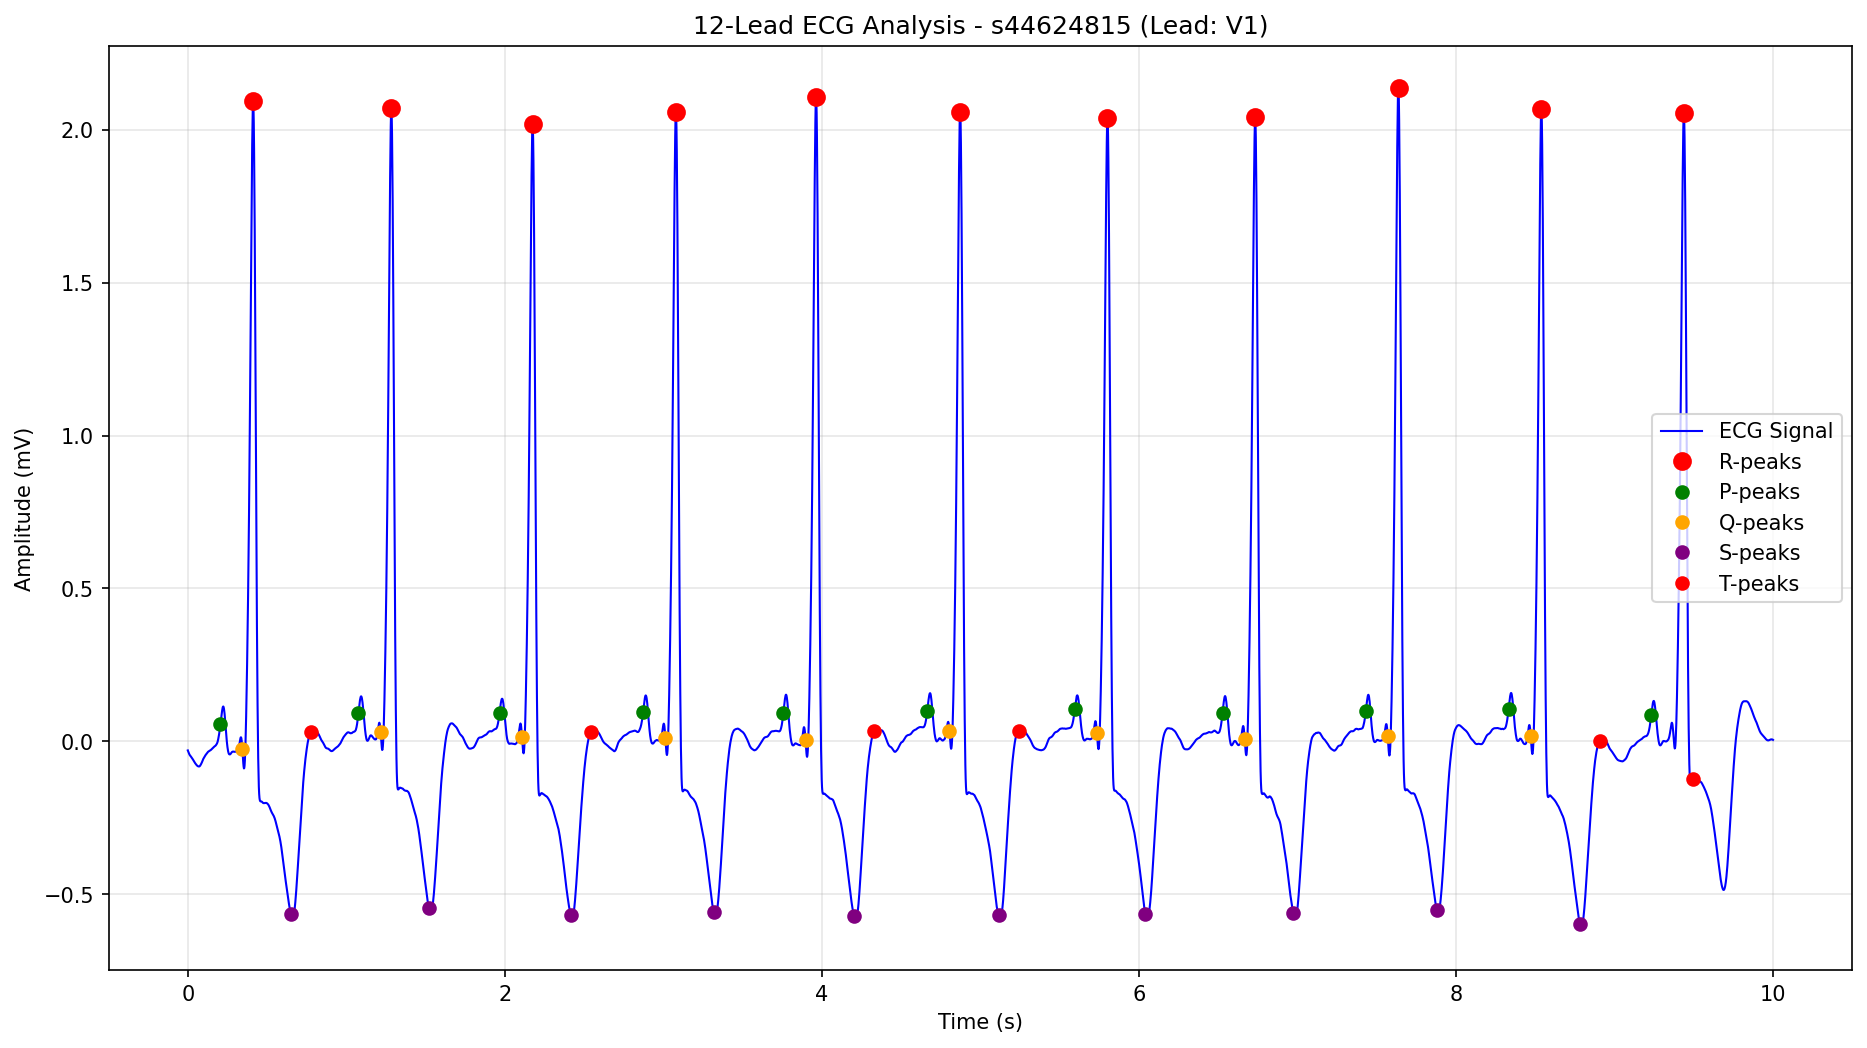 12-Lead ECG Analysis - s44624815 (Lead: V1)
Amplitude (mV)
2.0
1.5
1.0
0.5
0.0
−0.5
0 2 4 6 8 10
Time (s)
ECG Signal
R-peaks
P-peaks
Q-peaks
S-peaks
T-peaks